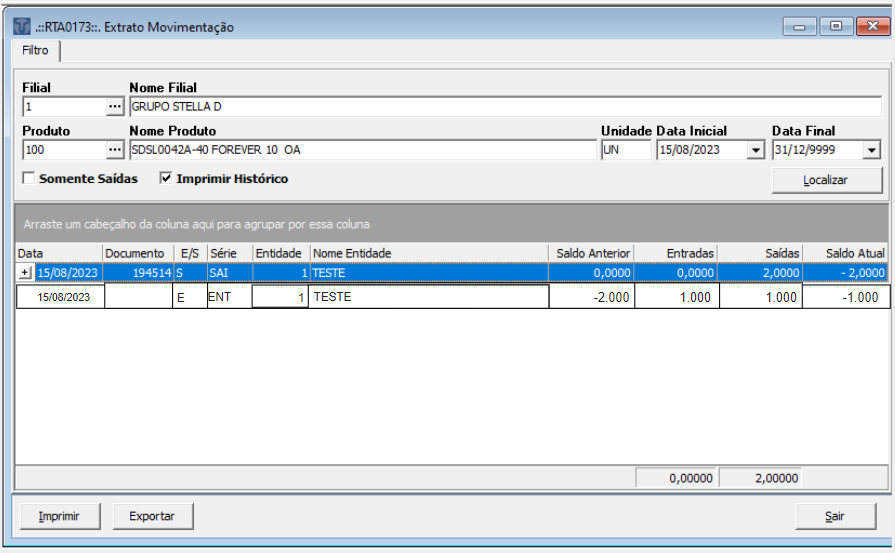 .::RTA0173::. Extrato Movimentação
Filtro
Filial Nome Filial
1 ... GRUPO STELLA D
Produto Nome Produto Unidade Data Inicial Data Final
100 ... SDSL0042A-40 FOREVER 10 OA UN 15/08/2023 31/12/9999
Somente Saídas Imprimir Histórico Localizar
Arraste um cabeçalho da coluna aqui para agrupar por essa coluna
Data Documento E/S Série Entidade Nome Entidade Saldo Anterior Entradas Saídas Saldo Atual
+ 15/08/2023 194514 S SAI 1 TESTE 0,0000 0,0000 2,0000 - 2,0000
15/08/2023 E ENT 1 TESTE -2.000 1.000 1.000 -1.000
0,00000 2,00000
Imprimir Exportar Sair